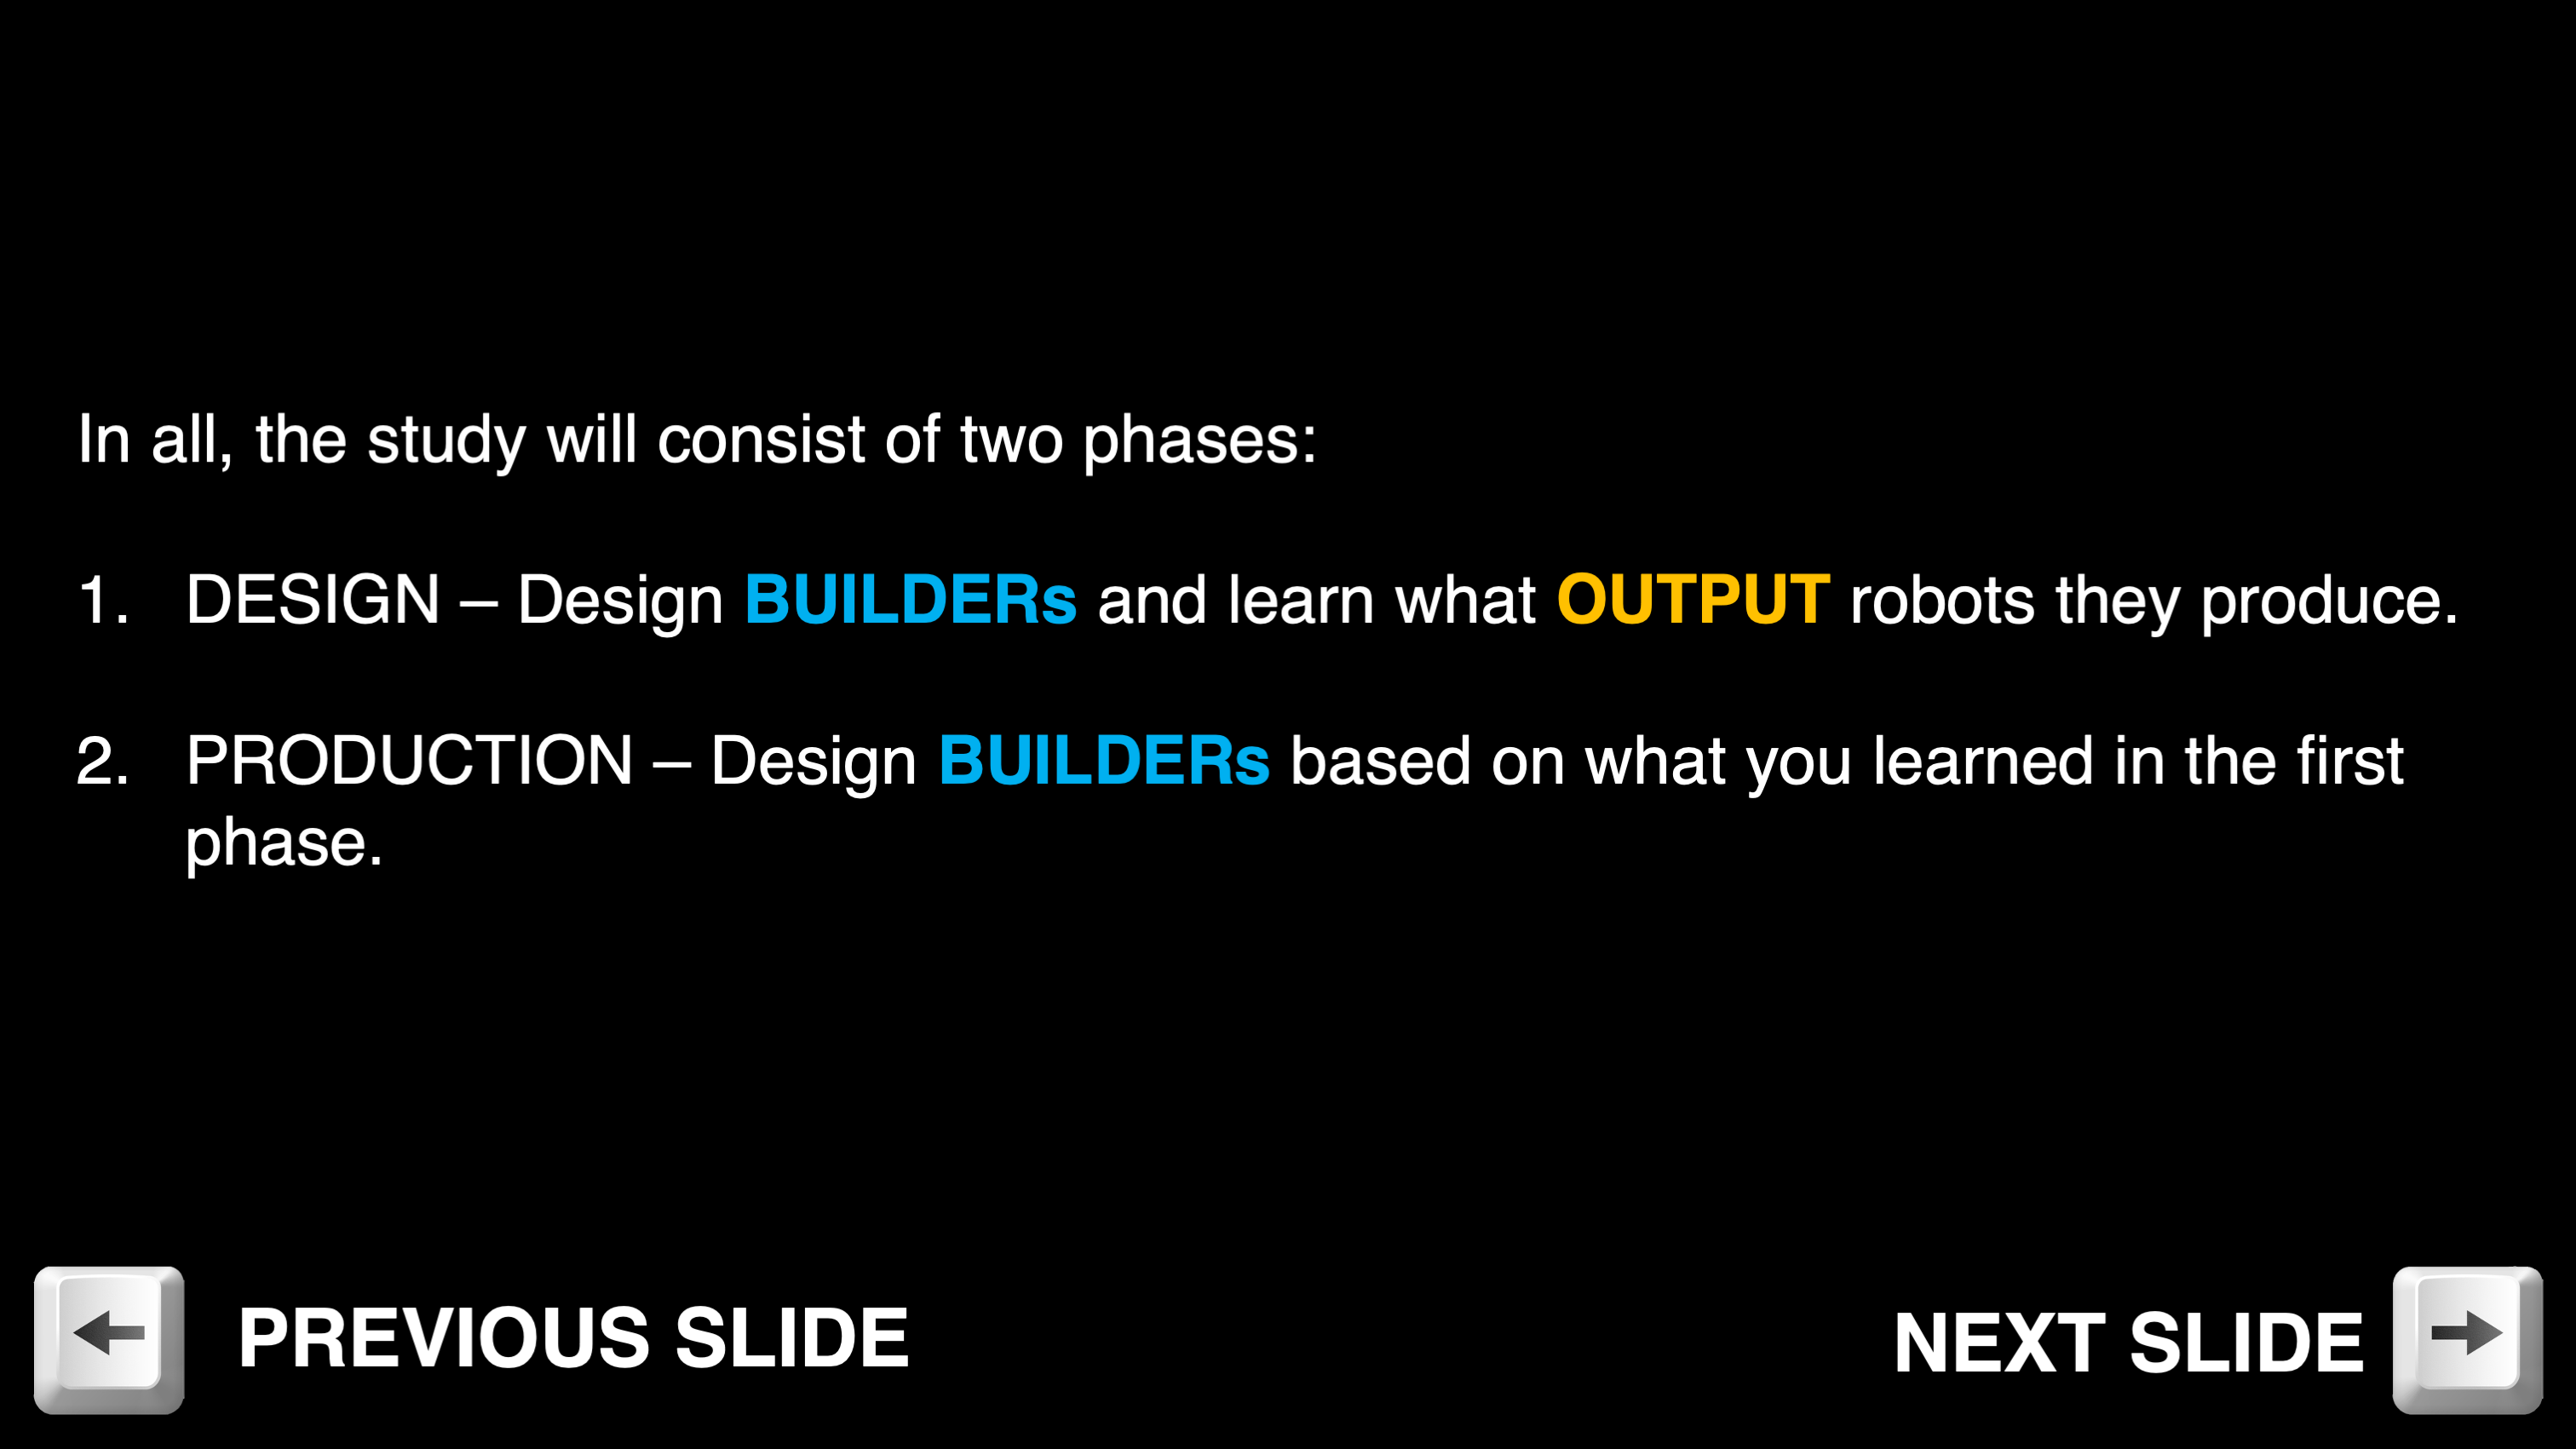 In all, the study will consist of two phases:
1. DESIGN – Design BUILDERs and learn what OUTPUT robots they produce.
2. PRODUCTION – Design BUILDERs based on what you learned in the first
phase.
PREVIOUS SLIDE
NEXT SLIDE